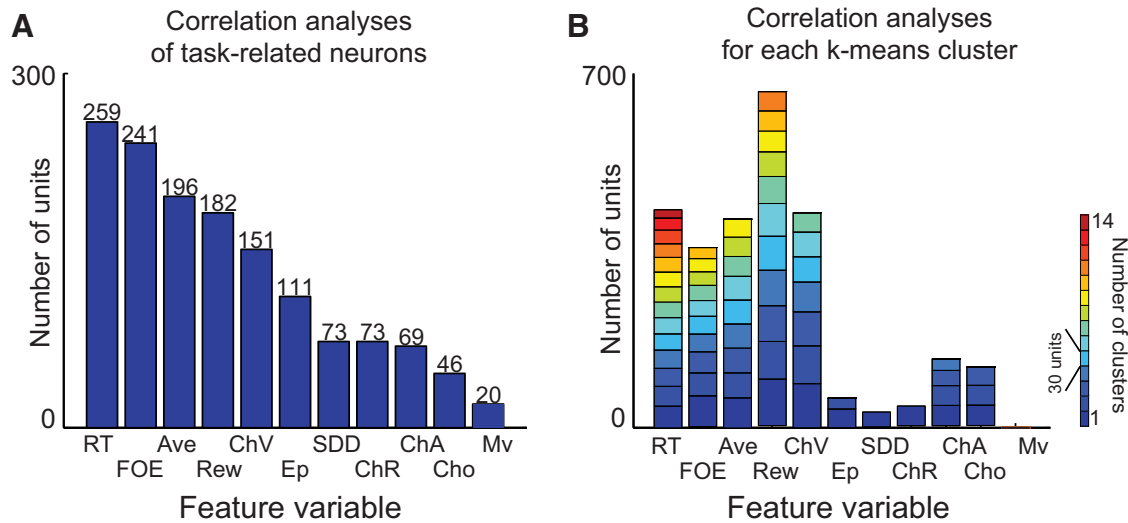 A
Correlation analyses
of task-related neurons
300
0
Number of units
259
241
196
182
151
111
73
73
69
46
20
RT
FOE
Ave
Rew
ChV
Ep
SDD
ChR
ChA
Cho
Mv
Feature variable
B
Correlation analyses
for each k-means cluster
700
0
Number of units
RT
FOE
Ave
Rew
ChV
Ep
SDD
ChR
ChA
Cho
Mv
Feature variable
30 units
14
1
Number of clusters